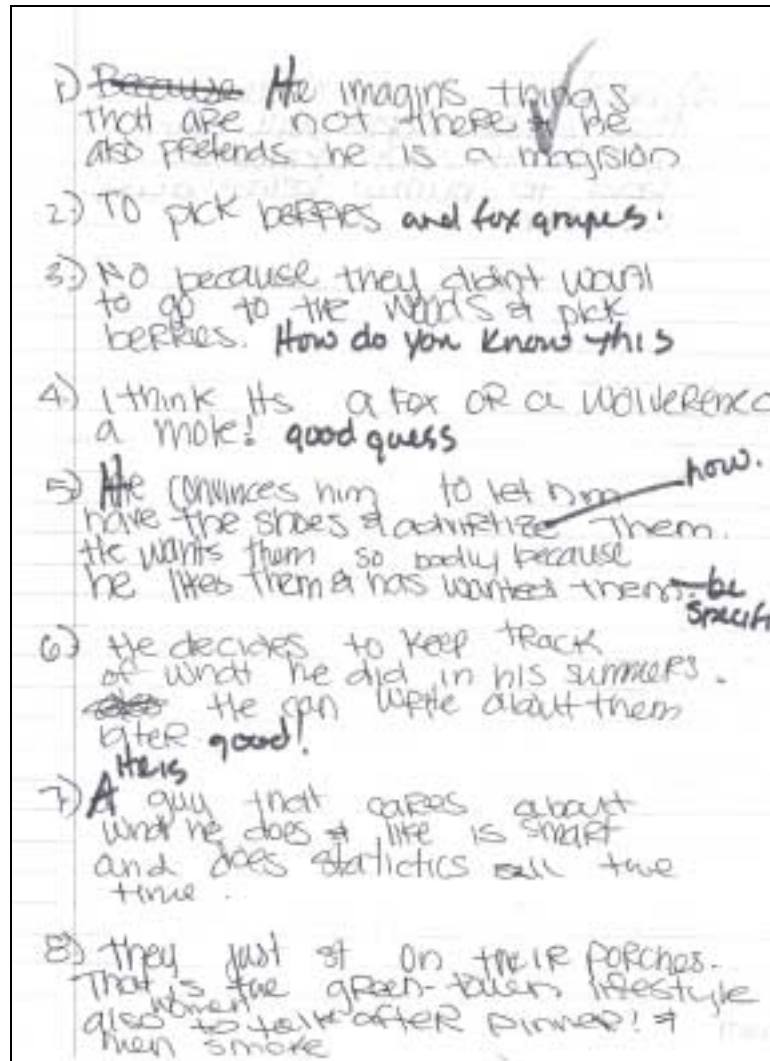 1) Because He imagins things
that are not there & he
also pretends he is a magision
2) TO pick berries and fox grapes.
3.) No because they didnt want
to go to the woods & pick
berries. How do you know this
4) I think its a fox or a wolverene
a mole! good guess
5) He convinces him to let him how.
have the shoes & advertize them.
He wants them so badly because
he likes them & has wanted them. be
specifi
6) He decides to keep track
of what he did in his summers.
He can write about them
later good!
He is
7) A guy that cares about
what he does & life is smart
and does statictics all the
time.
8) they just sit on their porches.
That is the green-town lifestyle
women
also to talk after dinner! &
men smoke